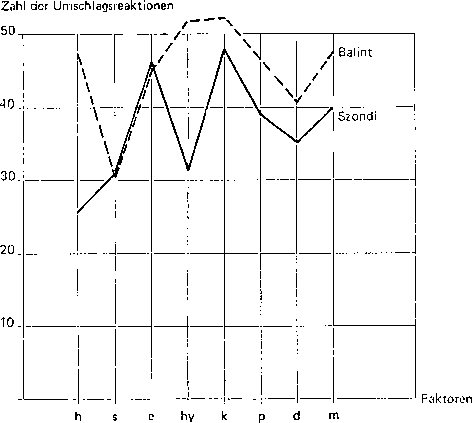 Zahl der Umschlagsreaktionen
50
Balint
40
Szondi
30
20
10
Faktoren
h s e hy k p d m